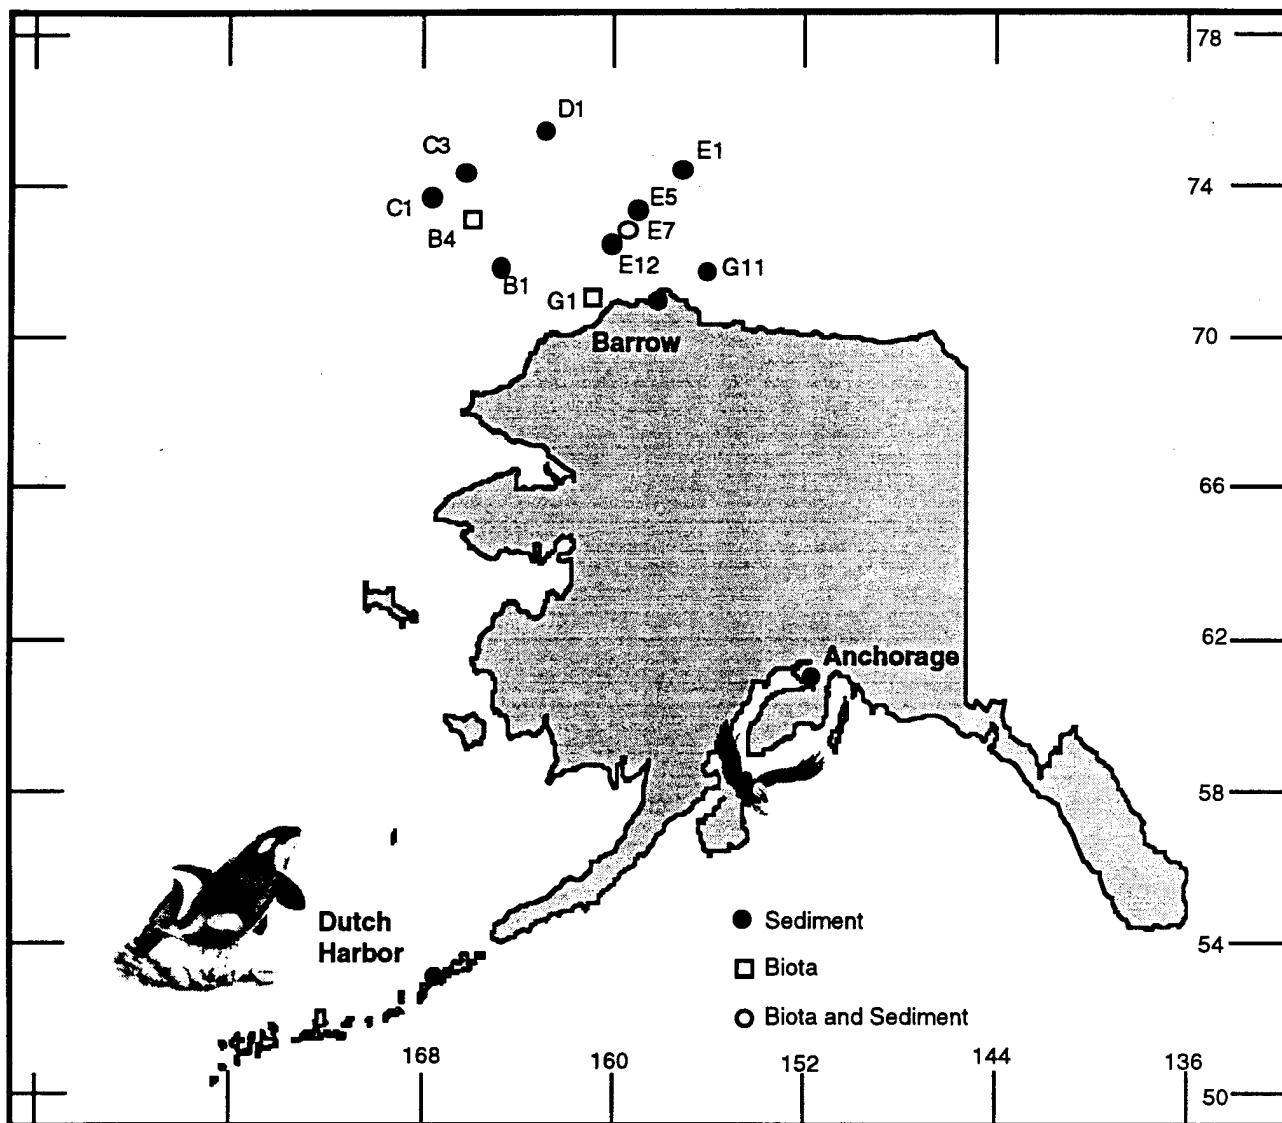 78
D1
C3
E1
74
C1
E5
B4
E7
E12
G11
B1
G1
70
Barrow
66
62
Anchorage
58
Dutch
Harbor
Sediment
54
Biota
Biota and Sediment
168
160
152
144
136
50